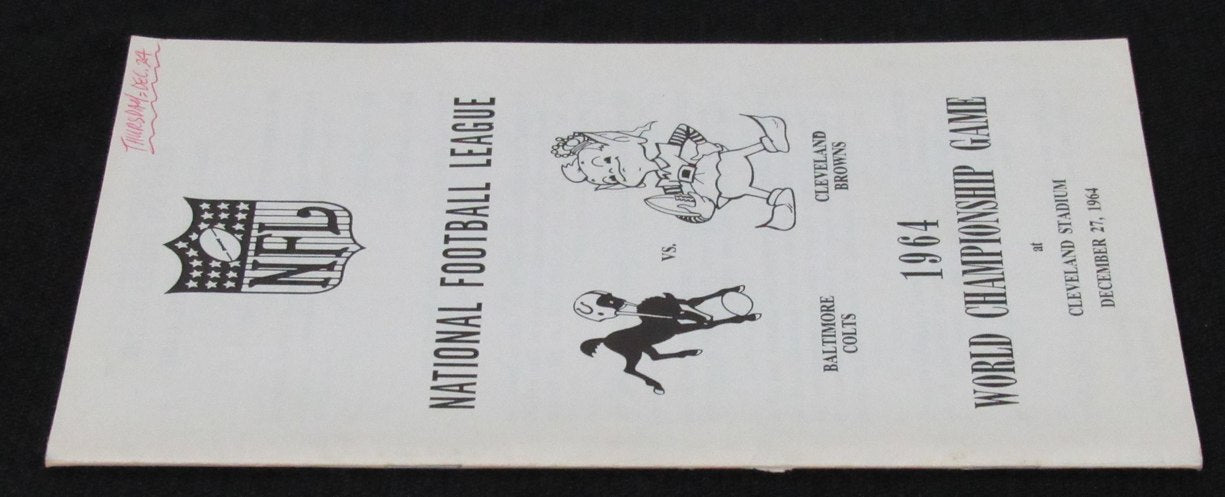 THURSDAY = DEC. 24
NFL
NATIONAL FOOTBALL LEAGUE
VS.
BALTIMORE
COLTS
CLEVELAND
BROWNS
1964
WORLD CHAMPIONSHIP GAME
at
CLEVELAND STADIUM
DECEMBER 27, 1964